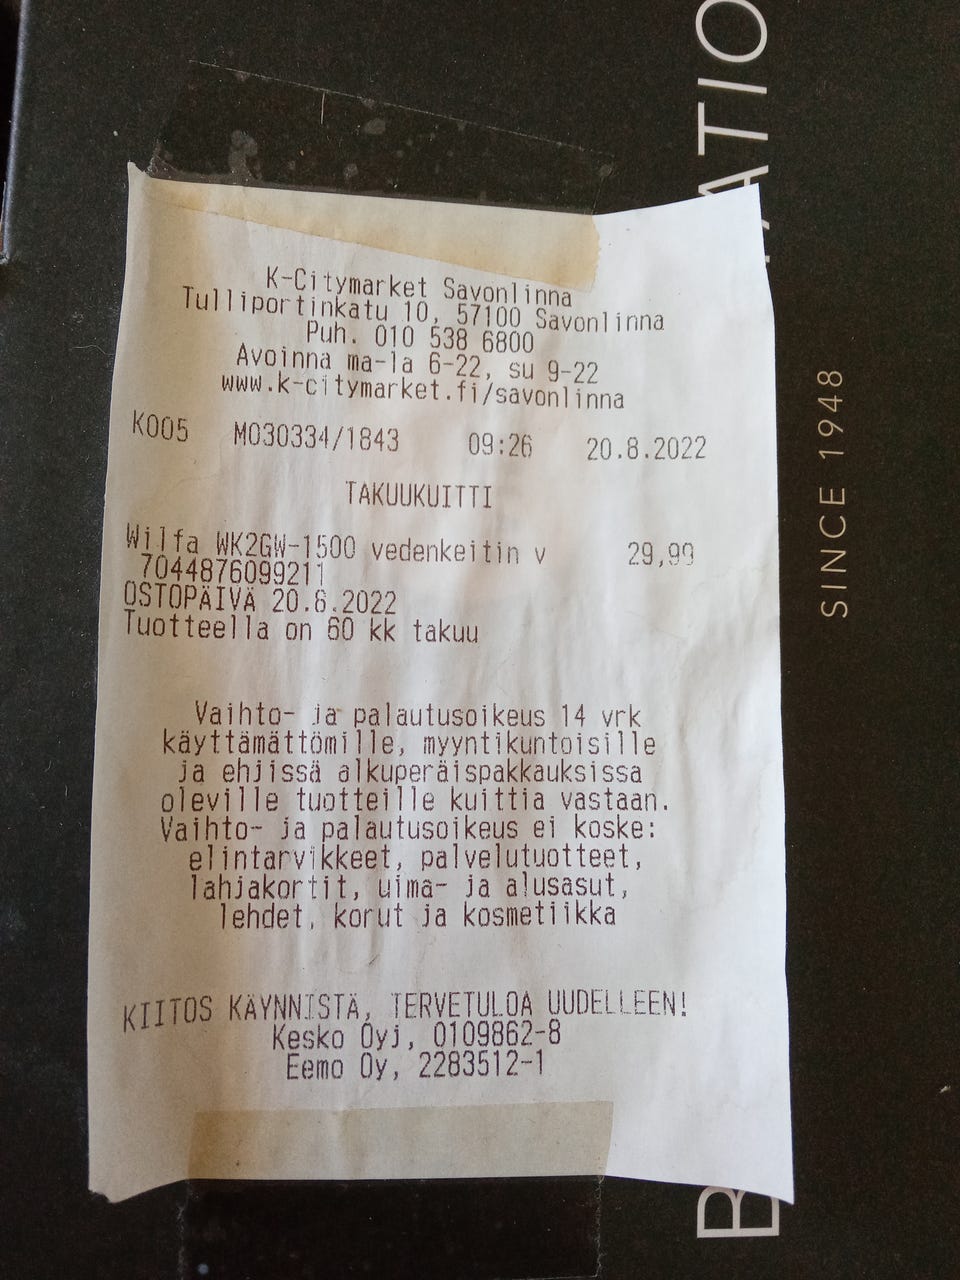 K-Citymarket Savonlinna
Tulliportinkatu 10, 57100 Savonlinna
Puh. 010 538 6800
Avoinna ma-la 6-22, su 9-22
www.k-citymarket.fi/savonlinna
K005 M030334/1843 09:26 20.8.2022
TAKUUKUITTI
Wilfa WK2GW-1500 vedenkeitin v 29,99
7044876099211
OSTOPÄIVÄ 20.8.2022
Tuotteella on 60 kk takuu
Vaihto- ja palautusoikeus 14 vrk
käyttämättömille, myyntikuntoisille
ja ehjissä alkuperäispakkauksissa
oleville tuotteille kuittia vastaan.
Vaihto- ja palautusoikeus ei koske:
elintarvikkeet, palvelutuotteet,
lahjakortit, uima- ja alusasut,
lehdet, korut ja kosmetiikka
KIITOS KÄYNNISTÄ, TERVETULOA UUDELLEEN!
Kesko Oyj, 0109862-8
Eemo Oy, 2283512-1
SINCE 1948